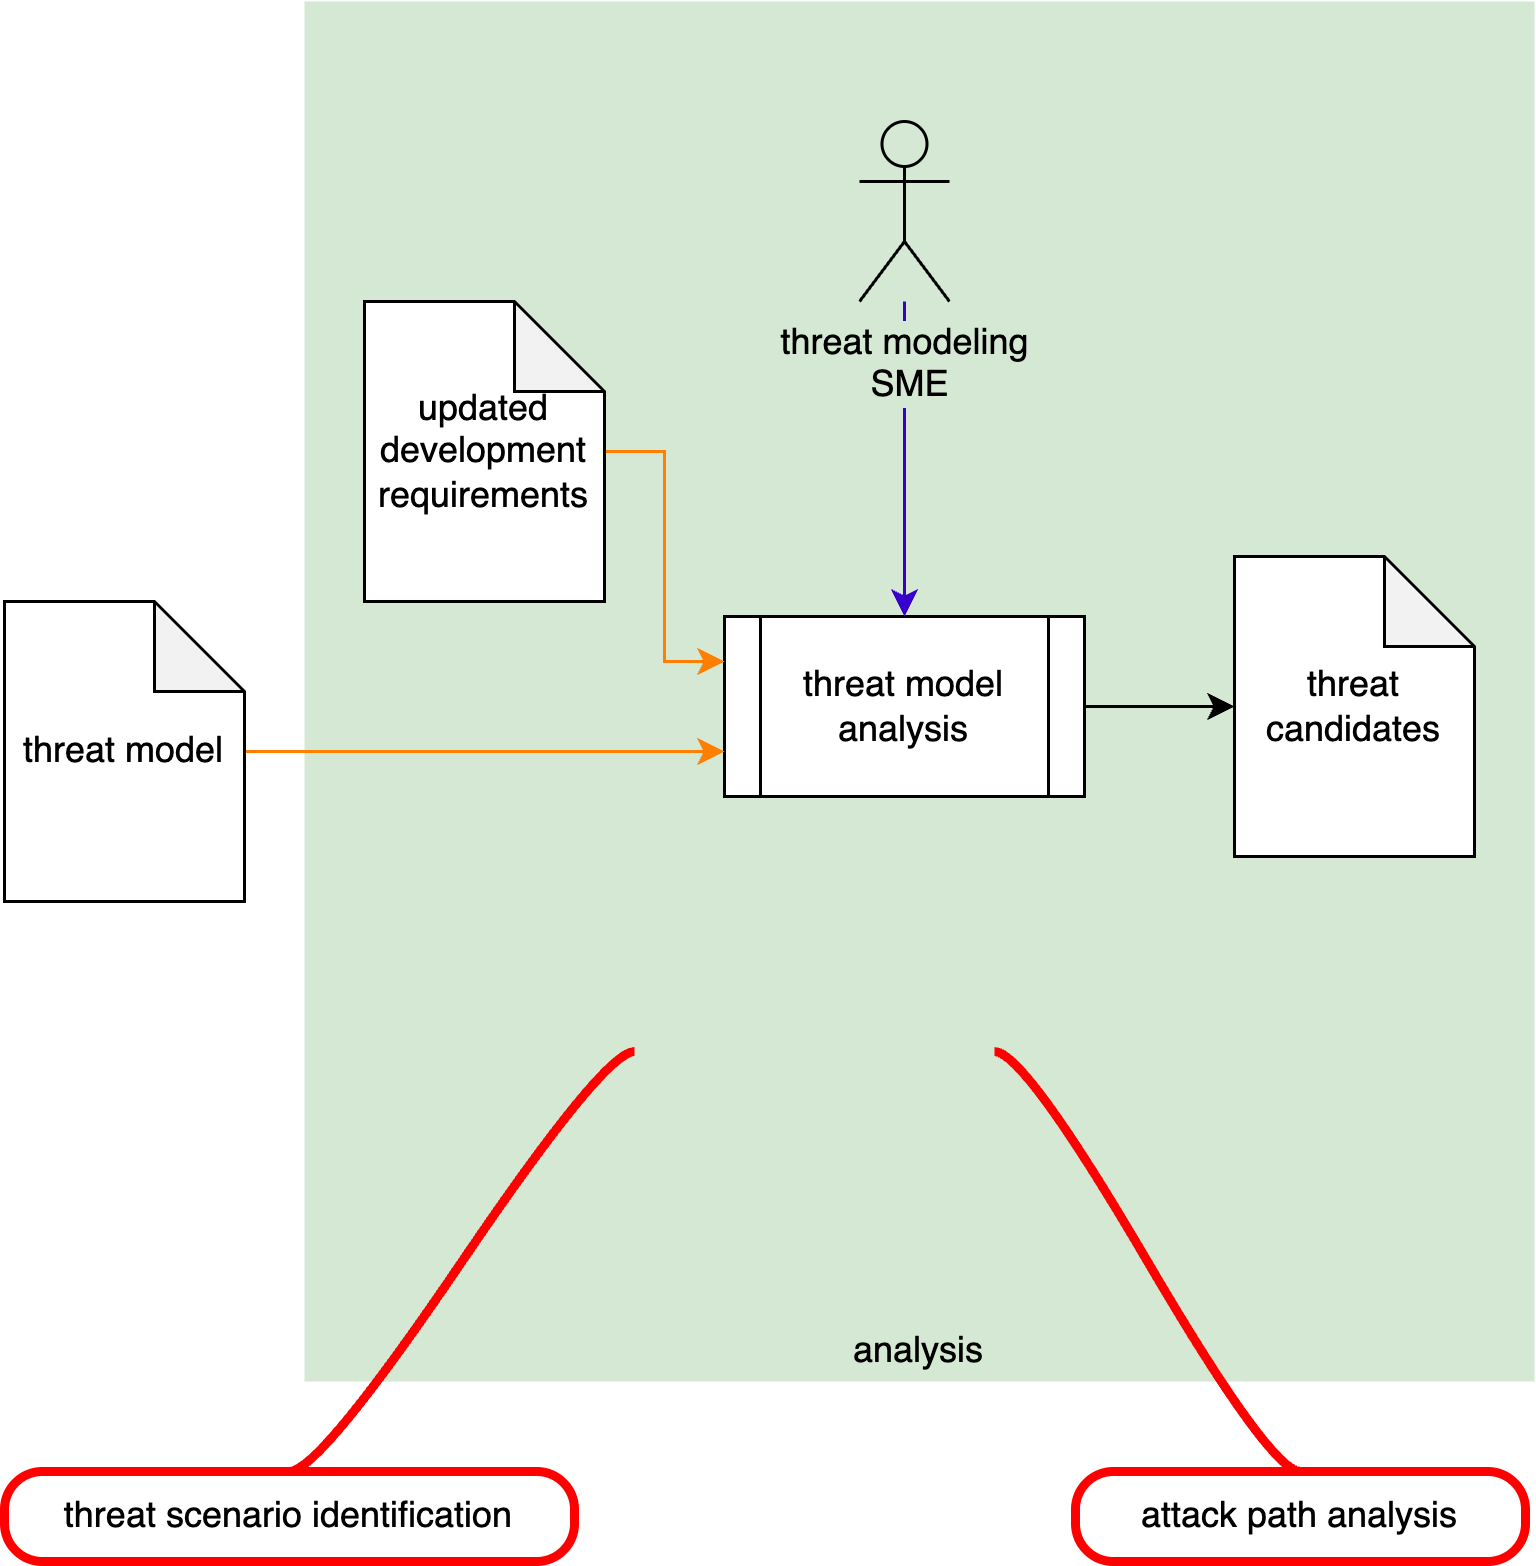 threat modeling
SME
updated
development
requirements
threat model
threat model
analysis
threat
candidates
analysis
threat scenario identification
attack path analysis